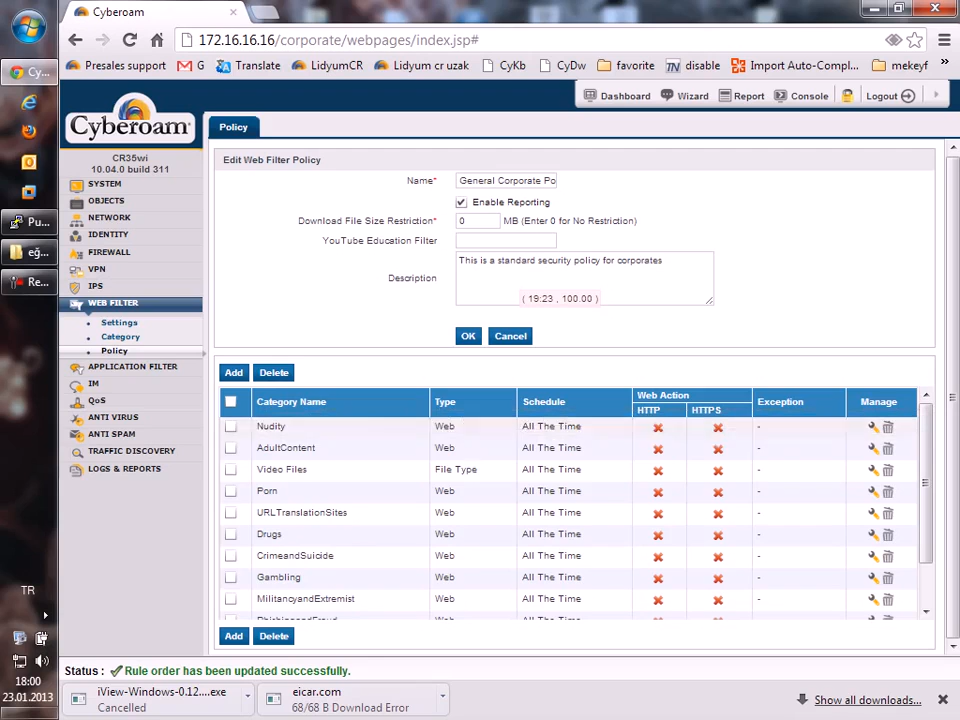 Cyberoam
172.16.16.16/corporate/webpages/index.jsp#
Presales support G Translate LidyumCR Lidyum cr uzak CyKb CyDw favorite disable Import Auto-Compl... mekeyf
Dashboard Wizard Report Console Logout
Cyberoam
CR35wi
10.04.0 build 311
SYSTEM
OBJECTS
NETWORK
IDENTITY
FIREWALL
VPN
IPS
WEB FILTER
Settings
Category
Policy
APPLICATION FILTER
IM
QoS
ANTI VIRUS
ANTI SPAM
TRAFFIC DISCOVERY
LOGS & REPORTS
Policy
Edit Web Filter Policy
Name* General Corporate Po
Enable Reporting
Download File Size Restriction* 0 MB (Enter 0 for No Restriction)
YouTube Education Filter
Description This is a standard security policy for corporates
( 19:23 , 100.00 )
OK Cancel
Add Delete
Category Name Type Schedule Web Action Exception Manage
HTTP HTTPS
Nudity Web All The Time -
AdultContent Web All The Time -
Video Files File Type All The Time -
Porn Web All The Time -
URLTranslationSites Web All The Time -
Drugs Web All The Time -
CrimeandSuicide Web All The Time -
Gambling Web All The Time -
MilitancyandExtremist Web All The Time -
Add Delete
Status : Rule order has been updated successfully.
iView-Windows-0.12....exe
Cancelled
eicar.com
68/68 B Download Error
Show all downloads...
Cy...
Pu...
eğ...
Re...
TR
18:00
23.01.2013